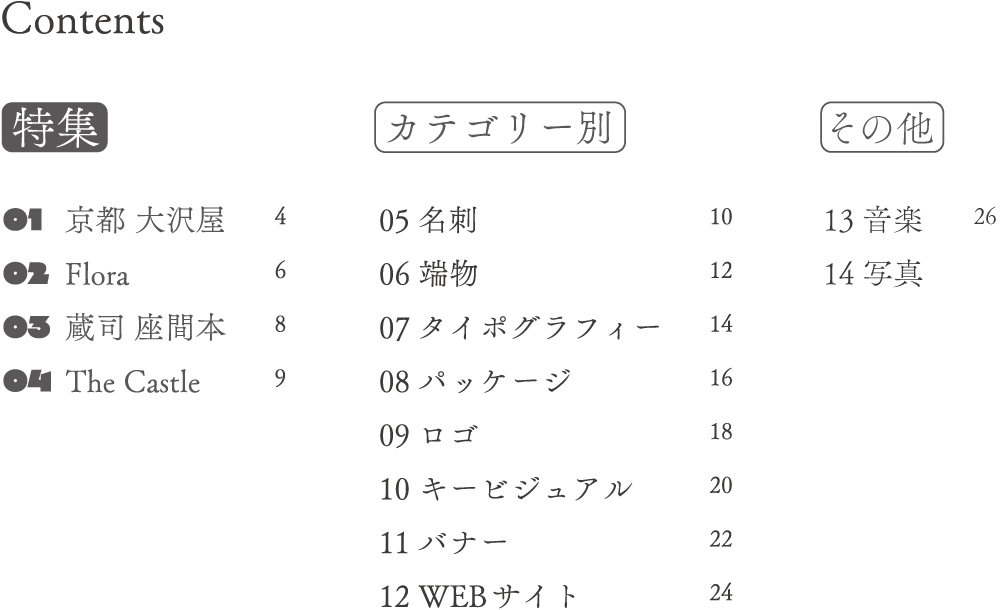 Contents
特集
01 京都 大沢屋 4
02 Flora 6
03 蔵司 座間本 8
04 The Castle 9
カテゴリー別
05 名刺 10
06 端物 12
07 タイポグラフィー 14
08 パッケージ 16
09 ロゴ 18
10 キービジュアル 20
11 バナー 22
12 WEBサイト 24
その他
13 音楽 26
14 写真